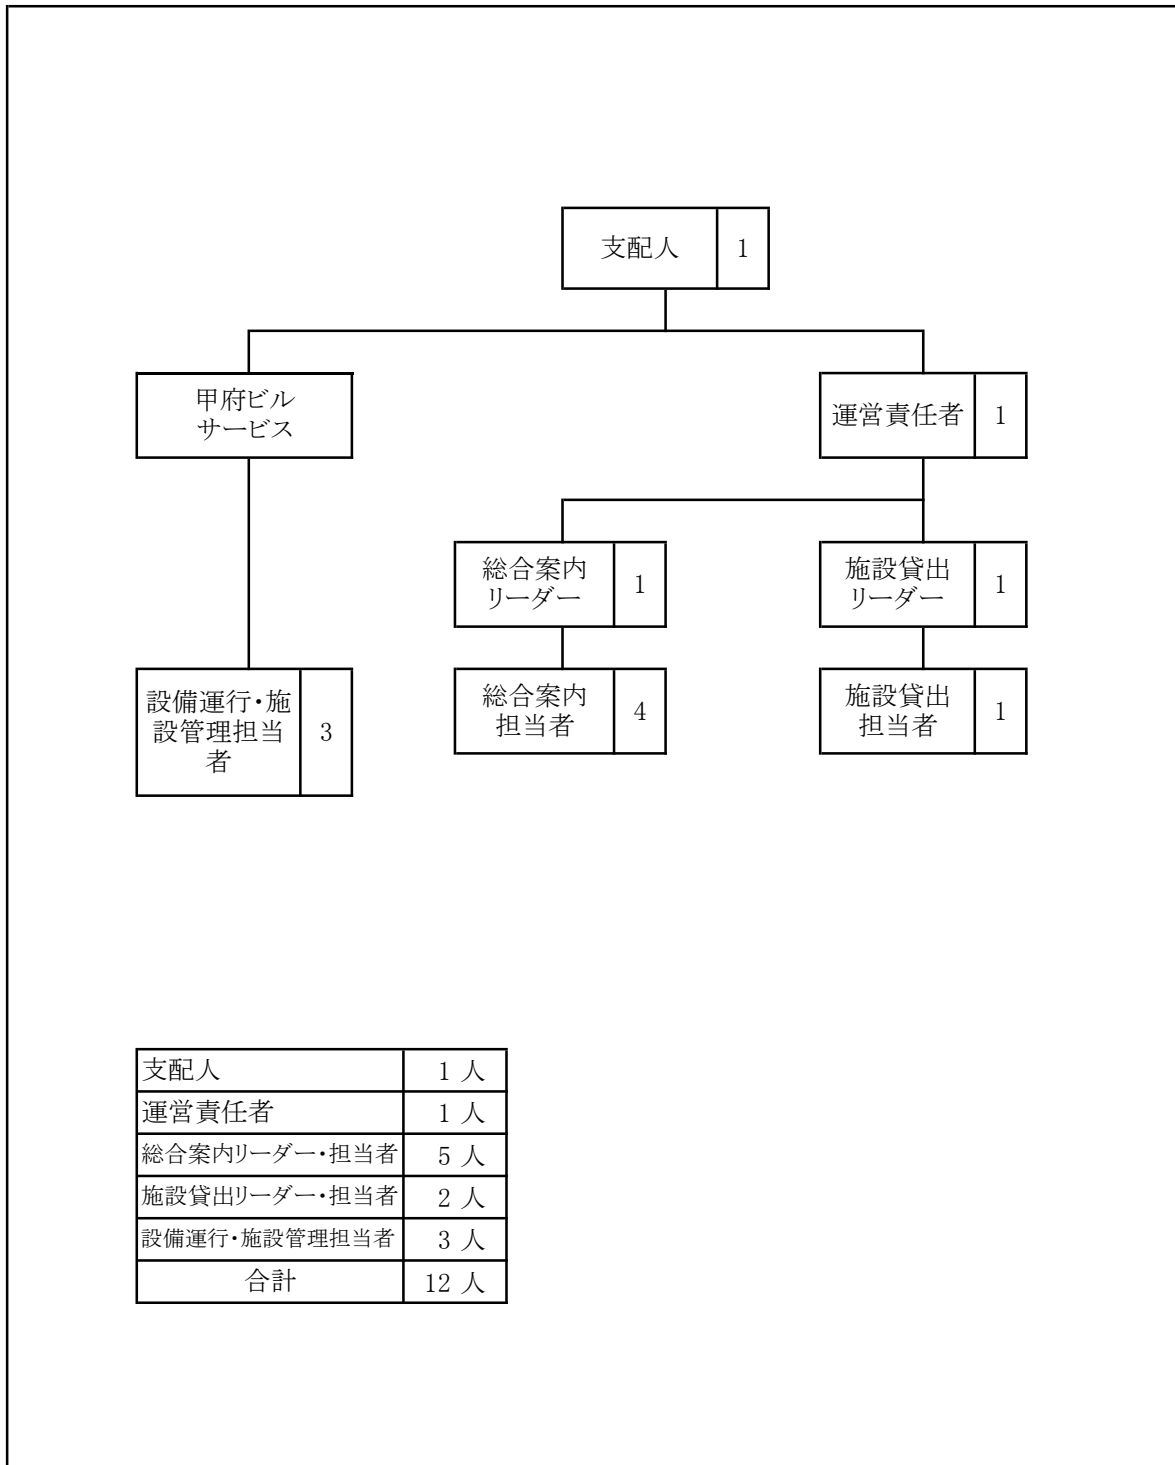 支配人 1
甲府ビル
サービス
運営責任者 1
総合案内
リーダー
1
施設貸出
リーダー
1
設備運行・施
設管理担当
者
3
総合案内
担当者
4
施設貸出
担当者
1
支配人 1 人
運営責任者 1 人
総合案内リーダー・担当者 5 人
施設貸出リーダー・担当者 2 人
設備運行・施設管理担当者 3 人
合計 12 人